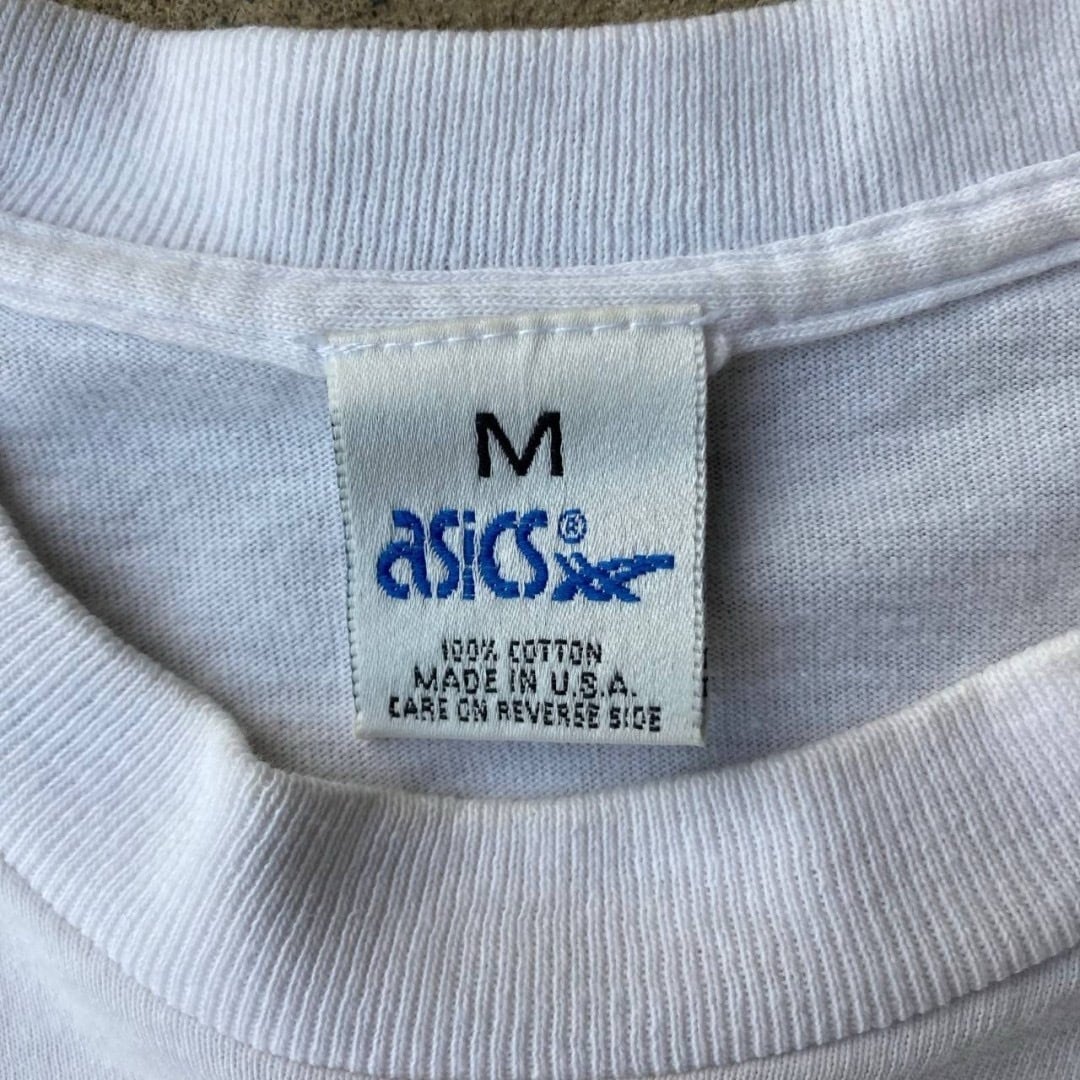 M
asics®
100% COTTON
MADE IN U.S.A.
CARE ON REVERSE SIDE